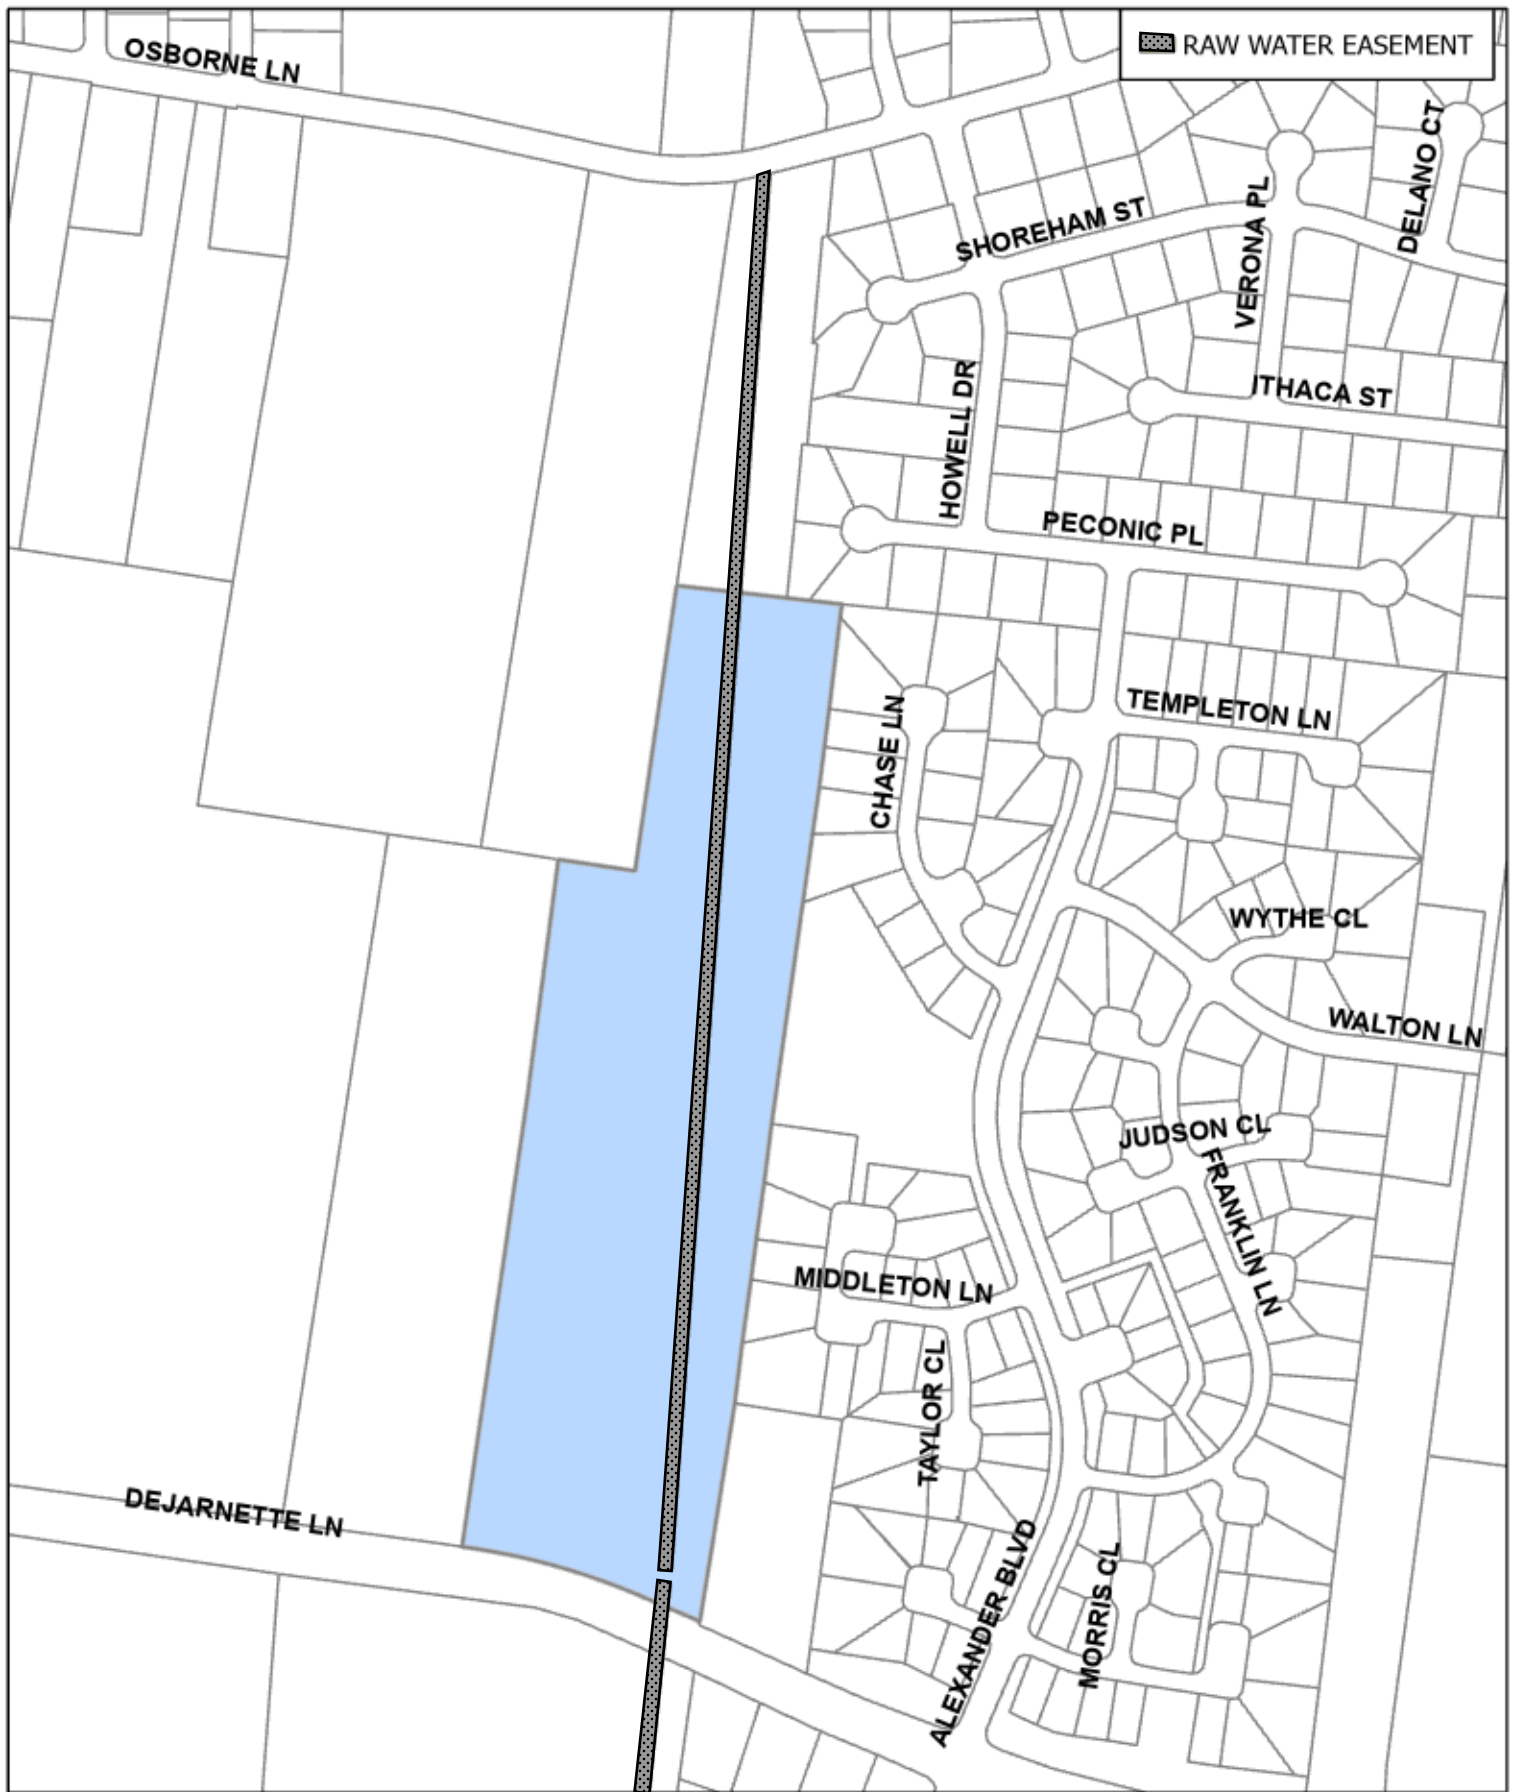 RAW WATER EASEMENT
OSBORNE LN
DELANO CT
SHOREHAM ST
VERONA PL
ITHACA ST
HOWELL DR
PECONIC PL
TEMPLETON LN
CHASE LN
WYTHE CL
WALTON LN
JUDSON CL
FRANKLIN LN
MIDDLETON LN
TAYLOR CL
DEJARNETTE LN
ALEXANDER BLVD
MORRIS CL